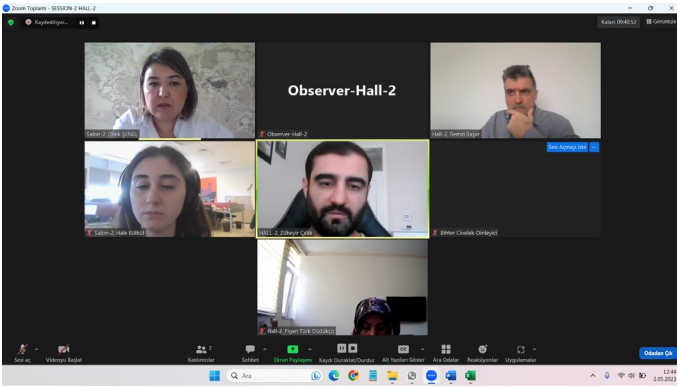 Zoom Toplantı - SESSION-2 HALL-2
Kaydediliyor...
Kalan: 09:40:52
Görüntüle
Salon-2, Çilek ŞENEL
Observer-Hall-2
Observer-Hall-2
Hall-2, Remzi Başar
Salon-2, Hale Bülbül
HALL-2, Zübeyir Çelik
Sesi Açmayı İste
Bihter Civelek-Dinleyici
Hall-2, Figen Türk Düdükçü
Sesi aç
Videoyu Başlat
Katılımcılar
7
Sohbet
Ekran Paylaşımı
Kaydı Duraklat/Durdur
Alt Yazıları Göster
Ara Odalar
Reaksiyonlar
Uygulamalar
Odadan Çık
Ara
12:44
2.05.2023